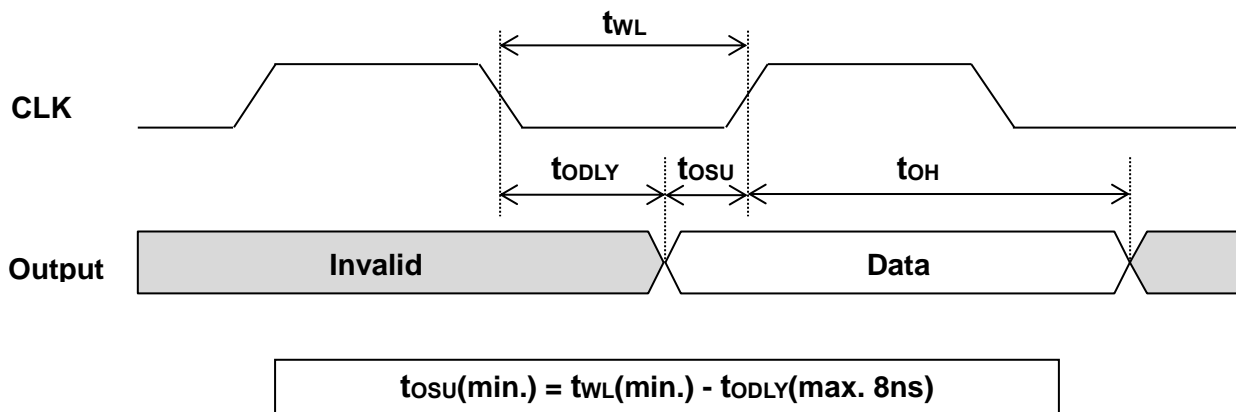 tWL
CLK
tODLY tOSU tOH
Output Invalid Data
tOSU(min.) = tWL(min.) - tODLY(max. 8ns)